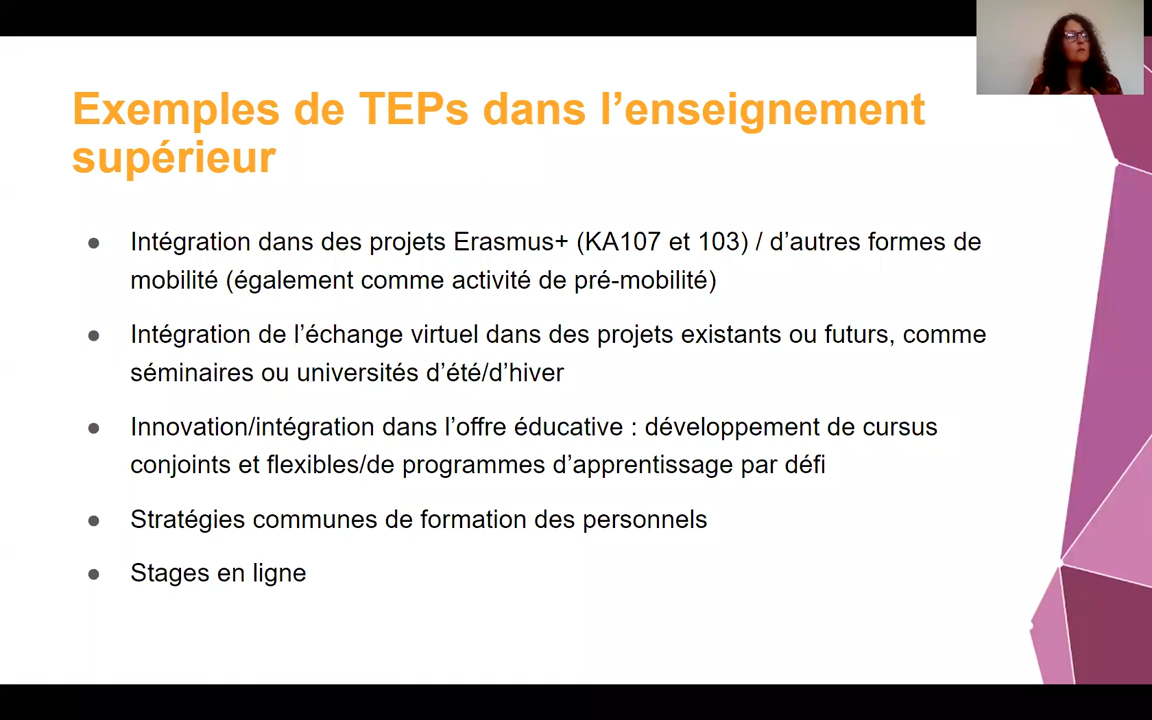 Exemples de TEPs dans l’enseignement
supérieur
● Intégration dans des projets Erasmus+ (KA107 et 103) / d’autres formes de
mobilité (également comme activité de pré-mobilité)
● Intégration de l’échange virtuel dans des projets existants ou futurs, comme
séminaires ou universités d’été/d’hiver
● Innovation/intégration dans l’offre éducative : développement de cursus
conjoints et flexibles/de programmes d’apprentissage par défi
● Stratégies communes de formation des personnels
● Stages en ligne